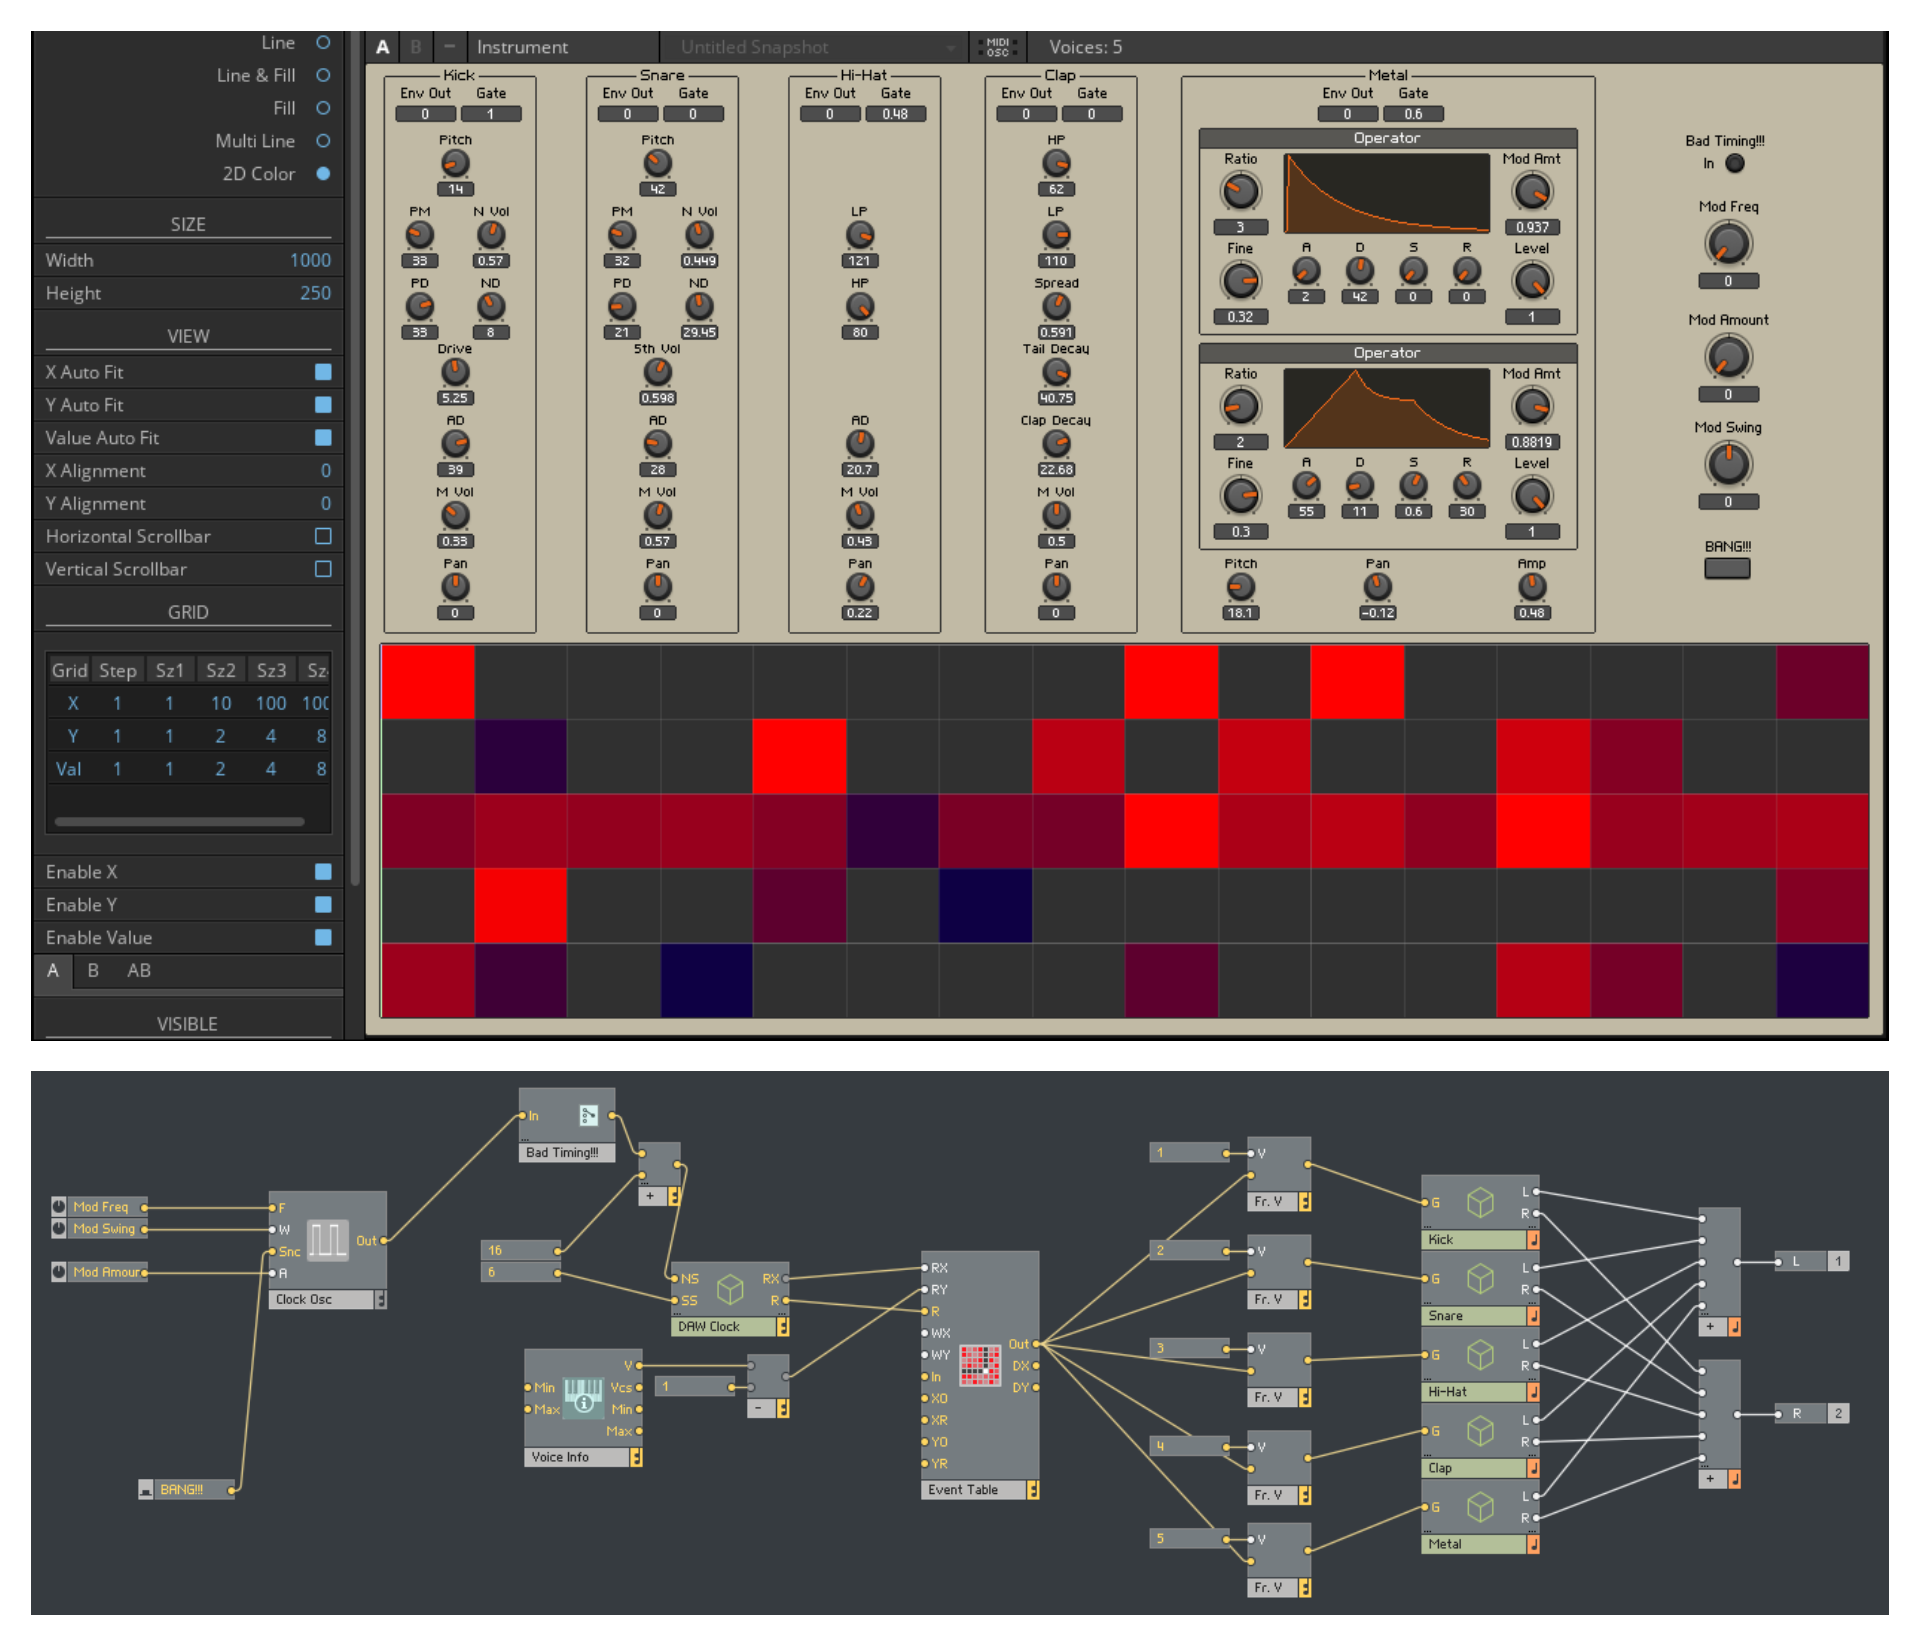 Line
Line & Fill
Fill
Multi Line
2D Color
SIZE
Width 1000
Height 250
VIEW
X Auto Fit
Y Auto Fit
Value Auto Fit
X Alignment 0
Y Alignment 0
Horizontal Scrollbar
Vertical Scrollbar
GRID
Grid Step Sz1 Sz2 Sz3
X 1 1 10 100 100
Y 1 1 2 4 8
Val 1 1 2 4 8
Enable X
Enable Y
Enable Value
A B AB
VISIBLE
A B – Instrument Untitled Snapshot MIDI OSC Voices: 5
Kick
Env Out Gate
0 1
Pitch
14
PM N Vol
33 0.57
PD ND
33 8
Drive
5.25
AD
39
M Vol
0.33
Pan
0
Snare
Env Out Gate
0 0
Pitch
42
PM N Vol
32 0.449
PD ND
21 29.45
5th Vol
0.598
AD
28
M Vol
0.57
Pan
0
Hi-Hat
Env Out Gate
0 0.48
LP
121
HP
80
AD
20.7
M Vol
0.43
Pan
0.22
Clap
Env Out Gate
0 0
HP
62
LP
110
Spread
0.591
Tail Decay
40.75
Clap Decay
22.68
M Vol
0.5
Pan
0
Metal
Env Out Gate
0 0.6
Operator
Ratio Mod Amt
3 0.937
Fine A D S R Level
2 42 0 0
0.32 1
Operator
Ratio Mod Amt
2 0.8819
Fine A D S R Level
55 11 0.6 30
0.3 1
Pitch Pan Amp
18.1 -0.12 0.48
Bad Timing!!!
In
Mod Freq
0
Mod Amount
0
Mod Swing
0
BANG!!!
In
Bad Timing!!!
+
Mod Freq
Mod Swing
Mod Amour
F
W
Snc
A
Out
Clock Osc
BANG!!!
16
6
NS RX
SS R
DAW Clock
V
Min Vcs
Max Min
Max
Voice Info
1
-
RX
RY
R
WX
WY
In
XO
XR
YO
YR
Out
DX
DY
Event Table
1 V
Fr. V
2 V
Fr. V
3 V
Fr. V
4 V
Fr. V
5 V
Fr. V
G L
R
Kick
G L
R
Snare
G L
R
Hi-Hat
G L
R
Clap
G L
R
Metal
+
+
L 1
R 2